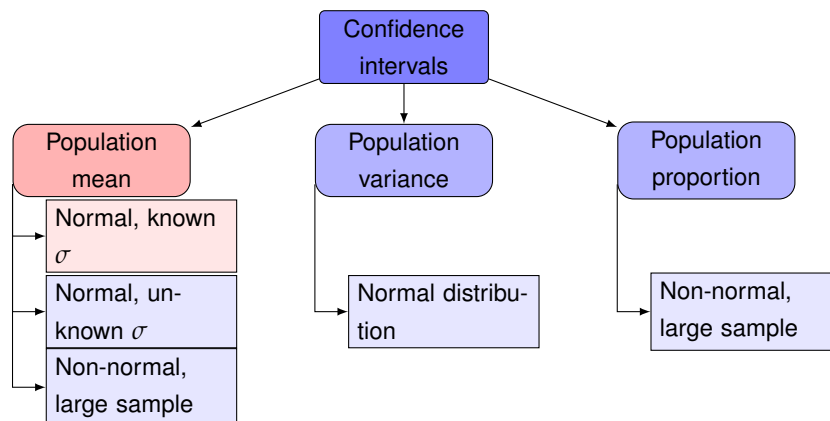 Confidence
intervals
Population
mean
Population
variance
Population
proportion
Normal, known
σ
Normal, un-
known σ
Non-normal,
large sample
Normal distribu-
tion
Non-normal,
large sample